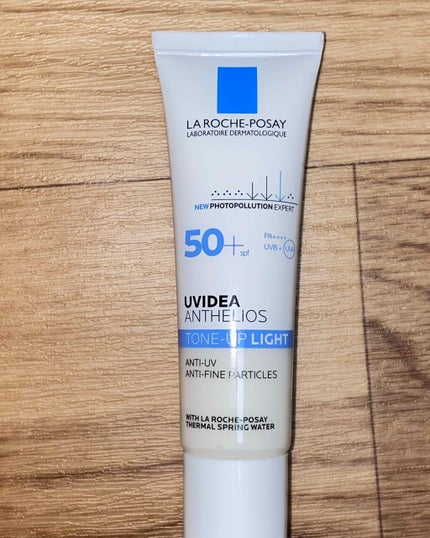 LA ROCHE-POSAY
LABORATOIRE DERMATOLOGIQUE
NEW PHOTOPOLLUTION EXPERT
50+ spf
PA++++
UVB + UVA
UVIDEA
ANTHELIOS
TONE-UP LIGHT
ANTI-UV
ANTI-FINE PARTICLES
WITH LA ROCHE-POSAY
THERMAL SPRING WATER